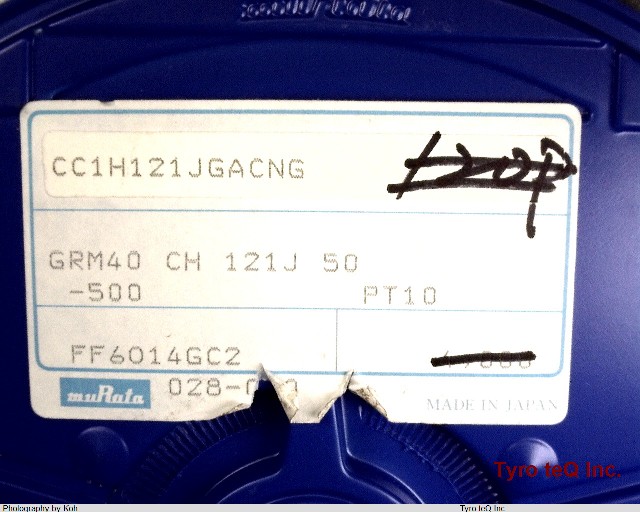 CC1H121JGACNG
120P
GRM40 CH 121J 50
-500 PT10
FF6014GC2
muRata 028-
MADE IN JAPAN
Tyro teQ Inc.
Photography by Koh Tyro teQ Inc